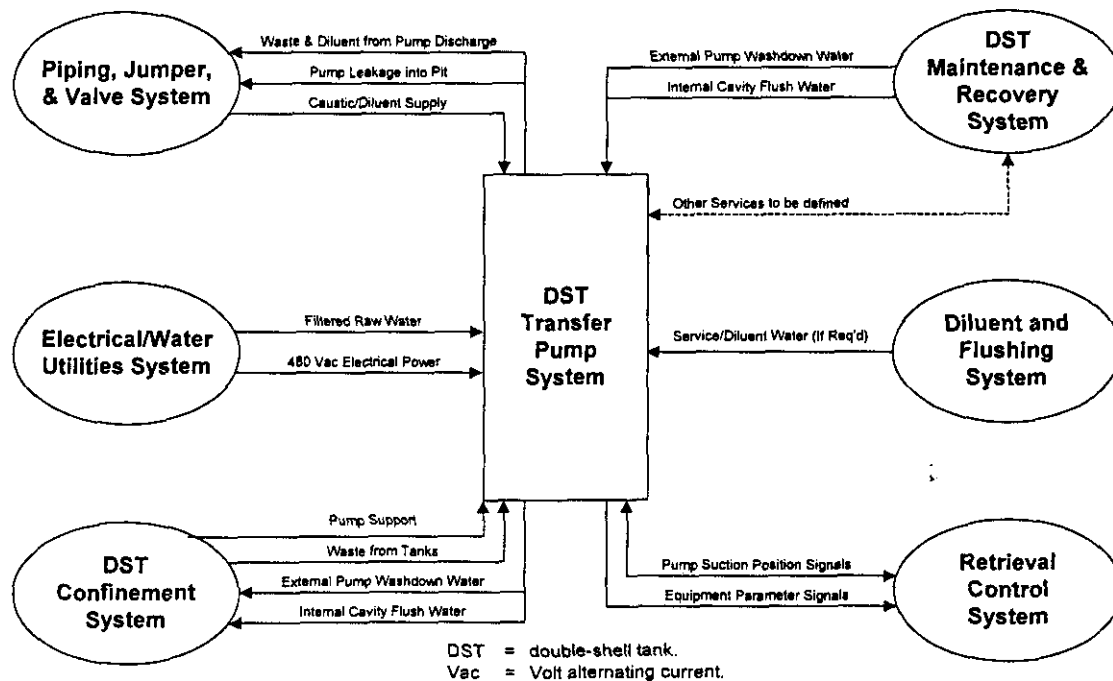 Piping, Jumper,
& Valve System
Waste & Diluent from Pump Discharge
Pump Leakage into Pit
Caustic/Diluent Supply
External Pump Washdown Water
Internal Cavity Flush Water
DST
Maintenance &
Recovery
System
Other Services to be defined
Electrical/Water
Utilities System
Filtered Raw Water
480 Vac Electrical Power
DST
Transfer
Pump
System
Service/Diluent Water (If Req'd)
Diluent and
Flushing
System
DST
Confinement
System
Pump Support
Waste from Tanks
External Pump Washdown Water
Internal Cavity Flush Water
Pump Suction Position Signals
Equipment Parameter Signals
Retrieval
Control
System
DST = double-shell tank.
Vac = Volt alternating current.